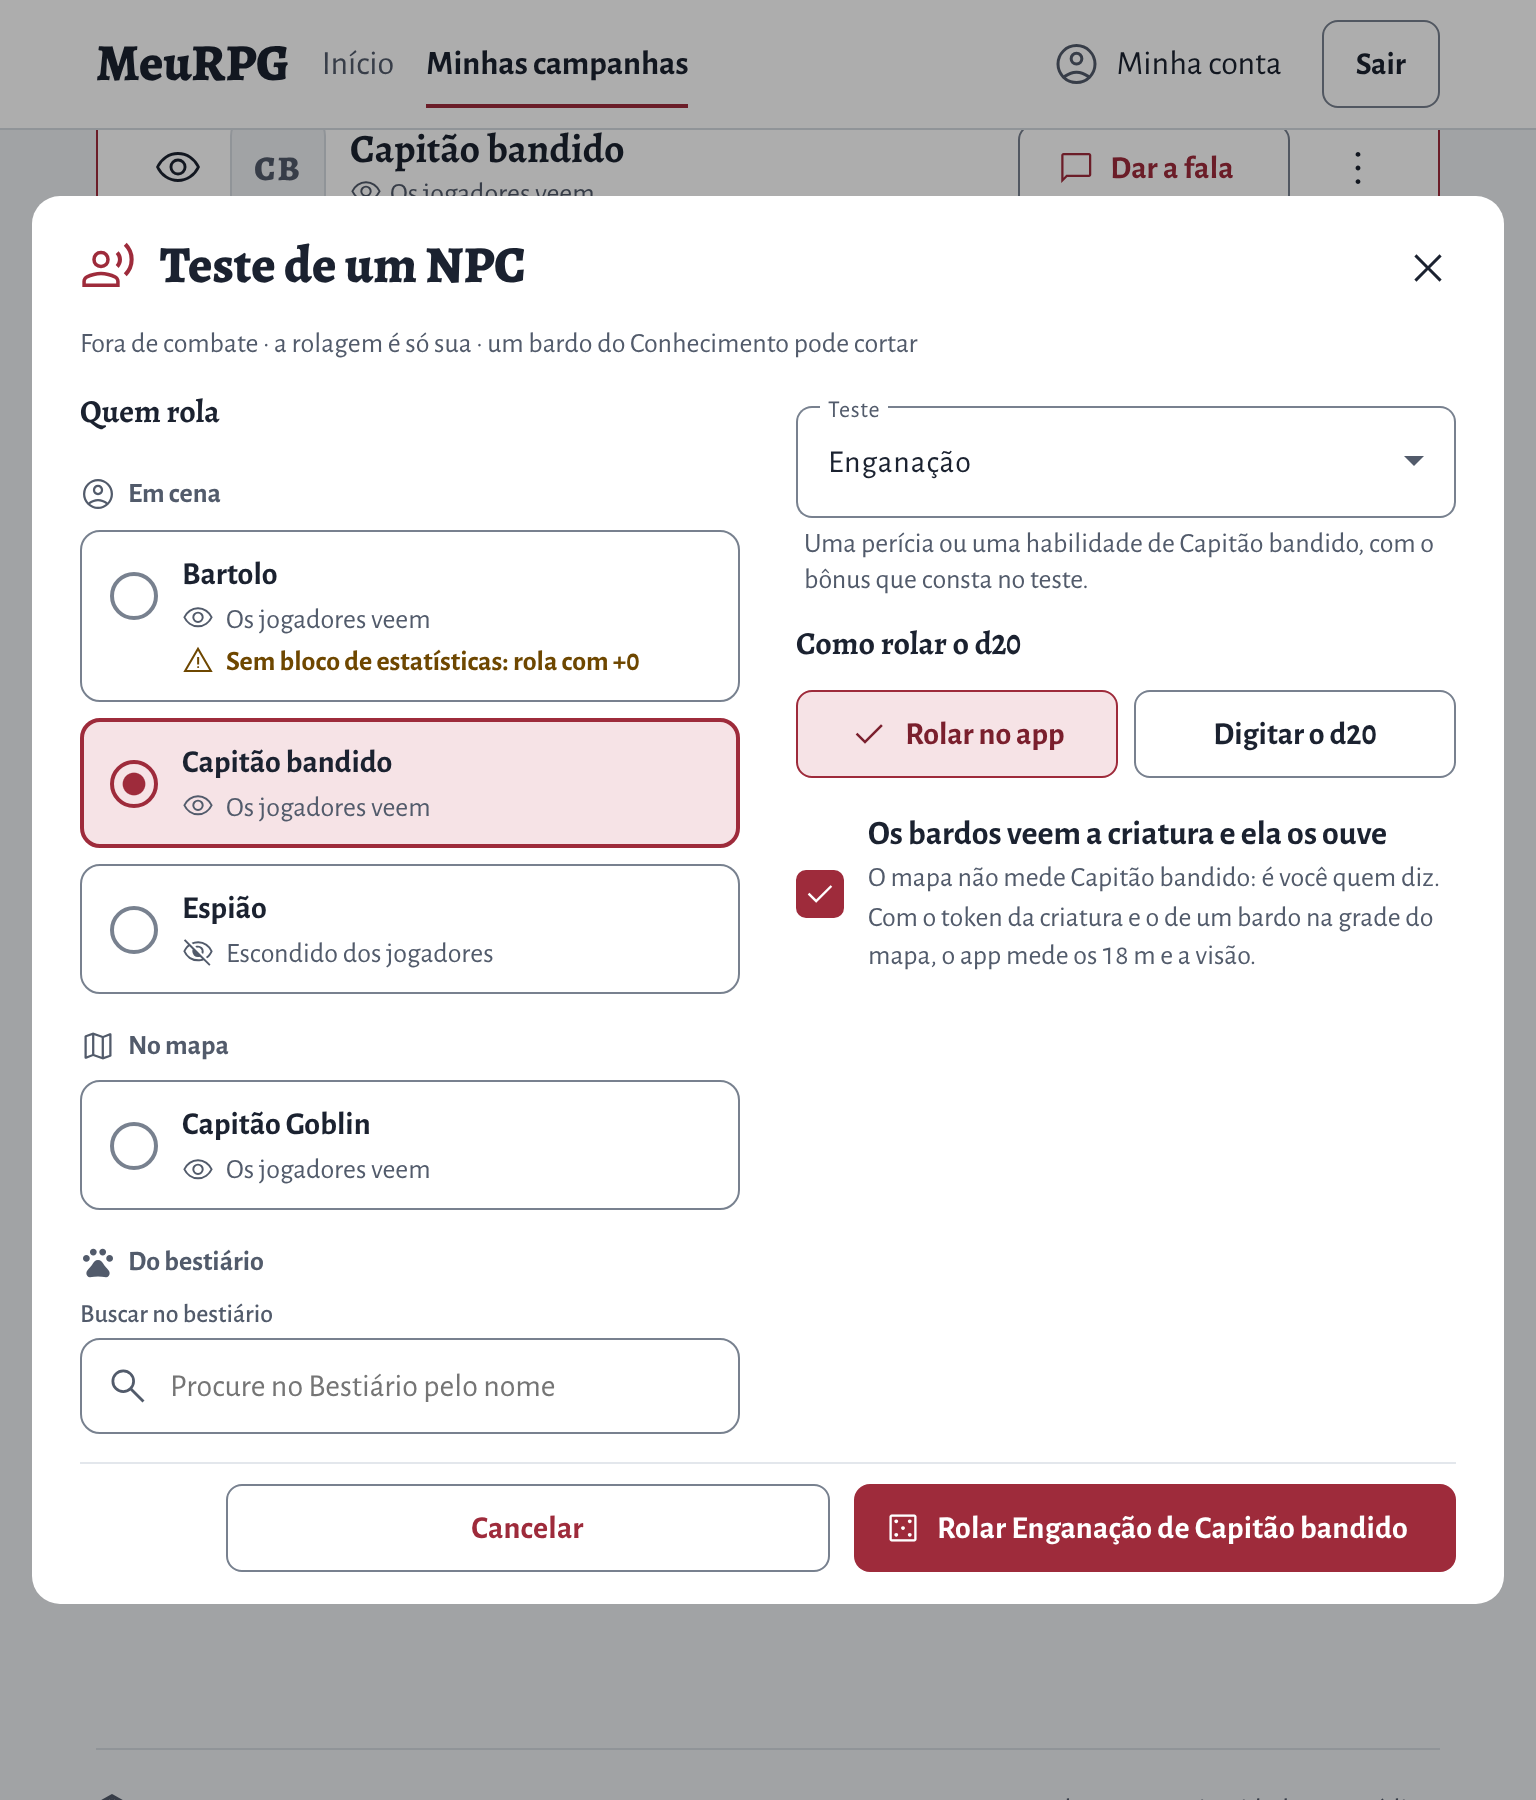 MeuRPG Início Minhas campanhas Minha conta Sair
CB Capitão bandido Dar a fala
Os jogadores veem
Teste de um NPC
Fora de combate · a rolagem é só sua · um bardo do Conhecimento pode cortar
Quem rola
Em cena
Bartolo
Os jogadores veem
Sem bloco de estatísticas: rola com +0
Capitão bandido
Os jogadores veem
Espião
Escondido dos jogadores
No mapa
Capitão Goblin
Os jogadores veem
Do bestiário
Buscar no bestiário
Procure no Bestiário pelo nome
Teste
Enganação
Uma perícia ou uma habilidade de Capitão bandido, com o
bônus que consta no teste.
Como rolar o d20
Rolar no app
Digitar o d20
Os bardos veem a criatura e ela os ouve
O mapa não mede Capitão bandido: é você quem diz.
Com o token da criatura e o de um bardo na grade do
mapa, o app mede os 18 m e a visão.
Cancelar
Rolar Enganação de Capitão bandido